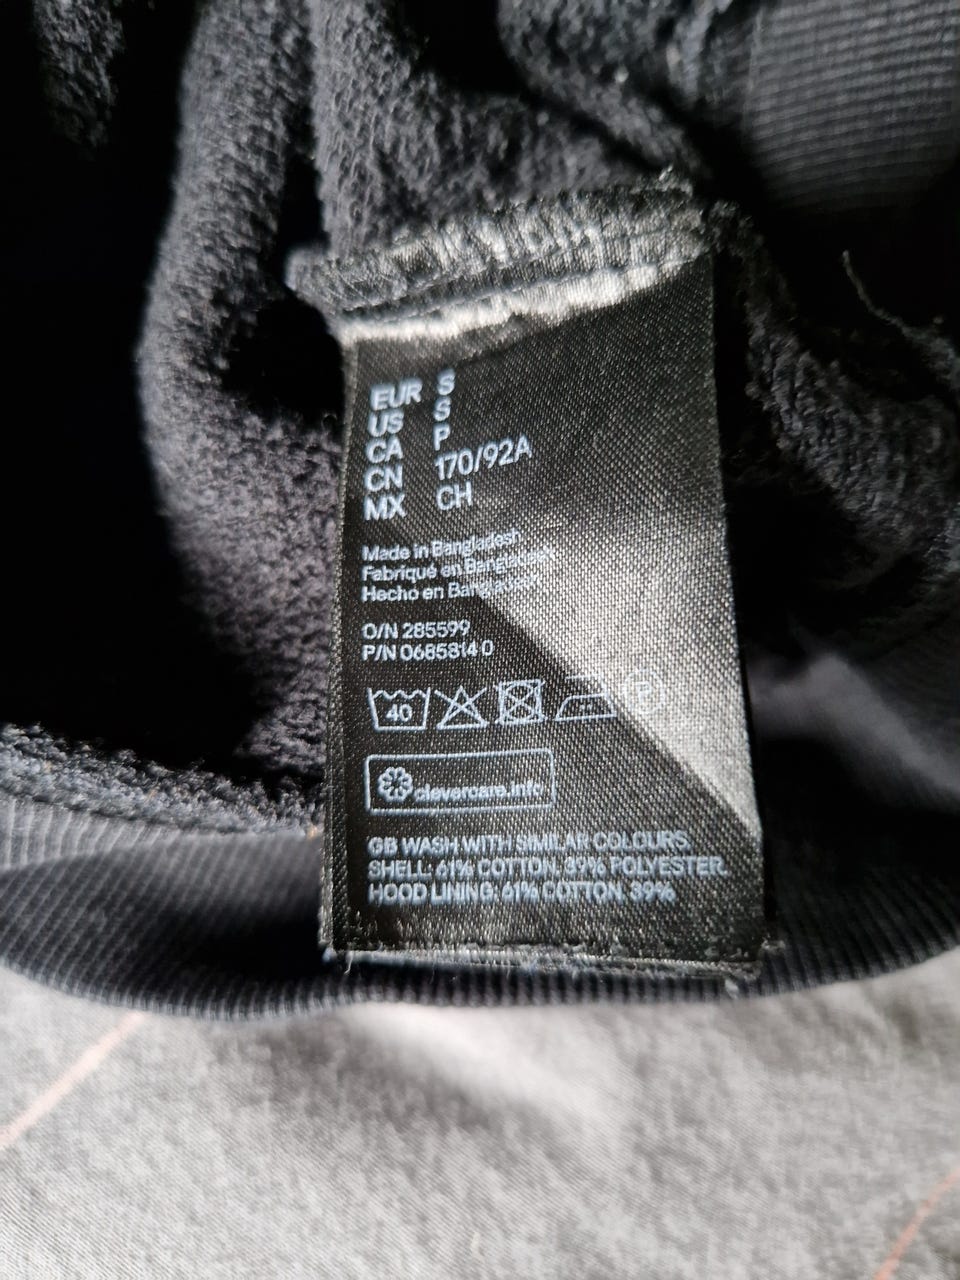 EUR S
US S
CA P
CN 170/92A
MX CH
Made in Bangladesh
Fabriqué en Bangladesh
Hecho en Bangladesh
O/N 285599
P/N 0685814 0
40
P
clevercare.info
GB WASH WITH SIMILAR COLOURS.
SHELL: 61% COTTON, 39% POLYESTER.
HOOD LINING: 61% COTTON, 39%